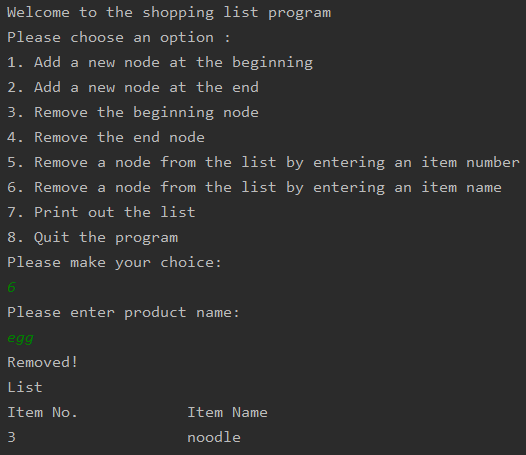 Welcome to the shopping list program
Please choose an option :
1. Add a new node at the beginning
2. Add a new node at the end
3. Remove the beginning node
4. Remove the end node
5. Remove a node from the list by entering an item number
6. Remove a node from the list by entering an item name
7. Print out the list
8. Quit the program
Please make your choice:
6
Please enter product name:
egg
Removed!
List
Item No. Item Name
3 noodle